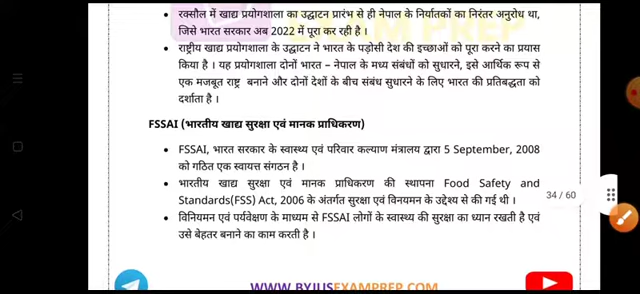 रक्सौल में खाद्य प्रयोगशाला का उद्घाटन प्रारंभ से ही नेपाल के निर्यातकों का निरंतर अनुरोध था,
जिसे भारत सरकार अब 2022 में पूरा कर रही है ।
राष्ट्रीय खाद्य प्रयोगशाला के उद्घाटन ने भारत के पड़ोसी देश की इच्छाओं को पूरा करने का प्रयास
किया है । यह प्रयोगशाला दोनों भारत – नेपाल के मध्य संबंधों को सुधारने, इसे आर्थिक रूप से
एक मजबूत राष्ट्र बनाने और दोनों देशों के बीच संबंध सुधारने के लिए भारत की प्रतिबद्धता को
दर्शाता है ।
FSSAI (भारतीय खाद्य सुरक्षा एवं मानक प्राधिकरण)
FSSAI, भारत सरकार के स्वास्थ्य एवं परिवार कल्याण मंत्रालय द्वारा 5 September, 2008
को गठित एक स्वायत्त संगठन है ।
भारतीय खाद्य सुरक्षा एवं मानक प्राधिकरण की स्थापना Food Safety and
Standards(FSS) Act, 2006 के अंतर्गत सुरक्षा एवं विनियमन के उद्देश्य से की गई थी ।
34 / 60
विनियमन एवं पर्यवेक्षण के माध्यम से FSSAI लोगों के स्वास्थ्य की सुरक्षा का ध्यान रखती है एवं
उसे बेहतर बनाने का काम करती है ।
WWW.BYJUSEXAMPREP.COM